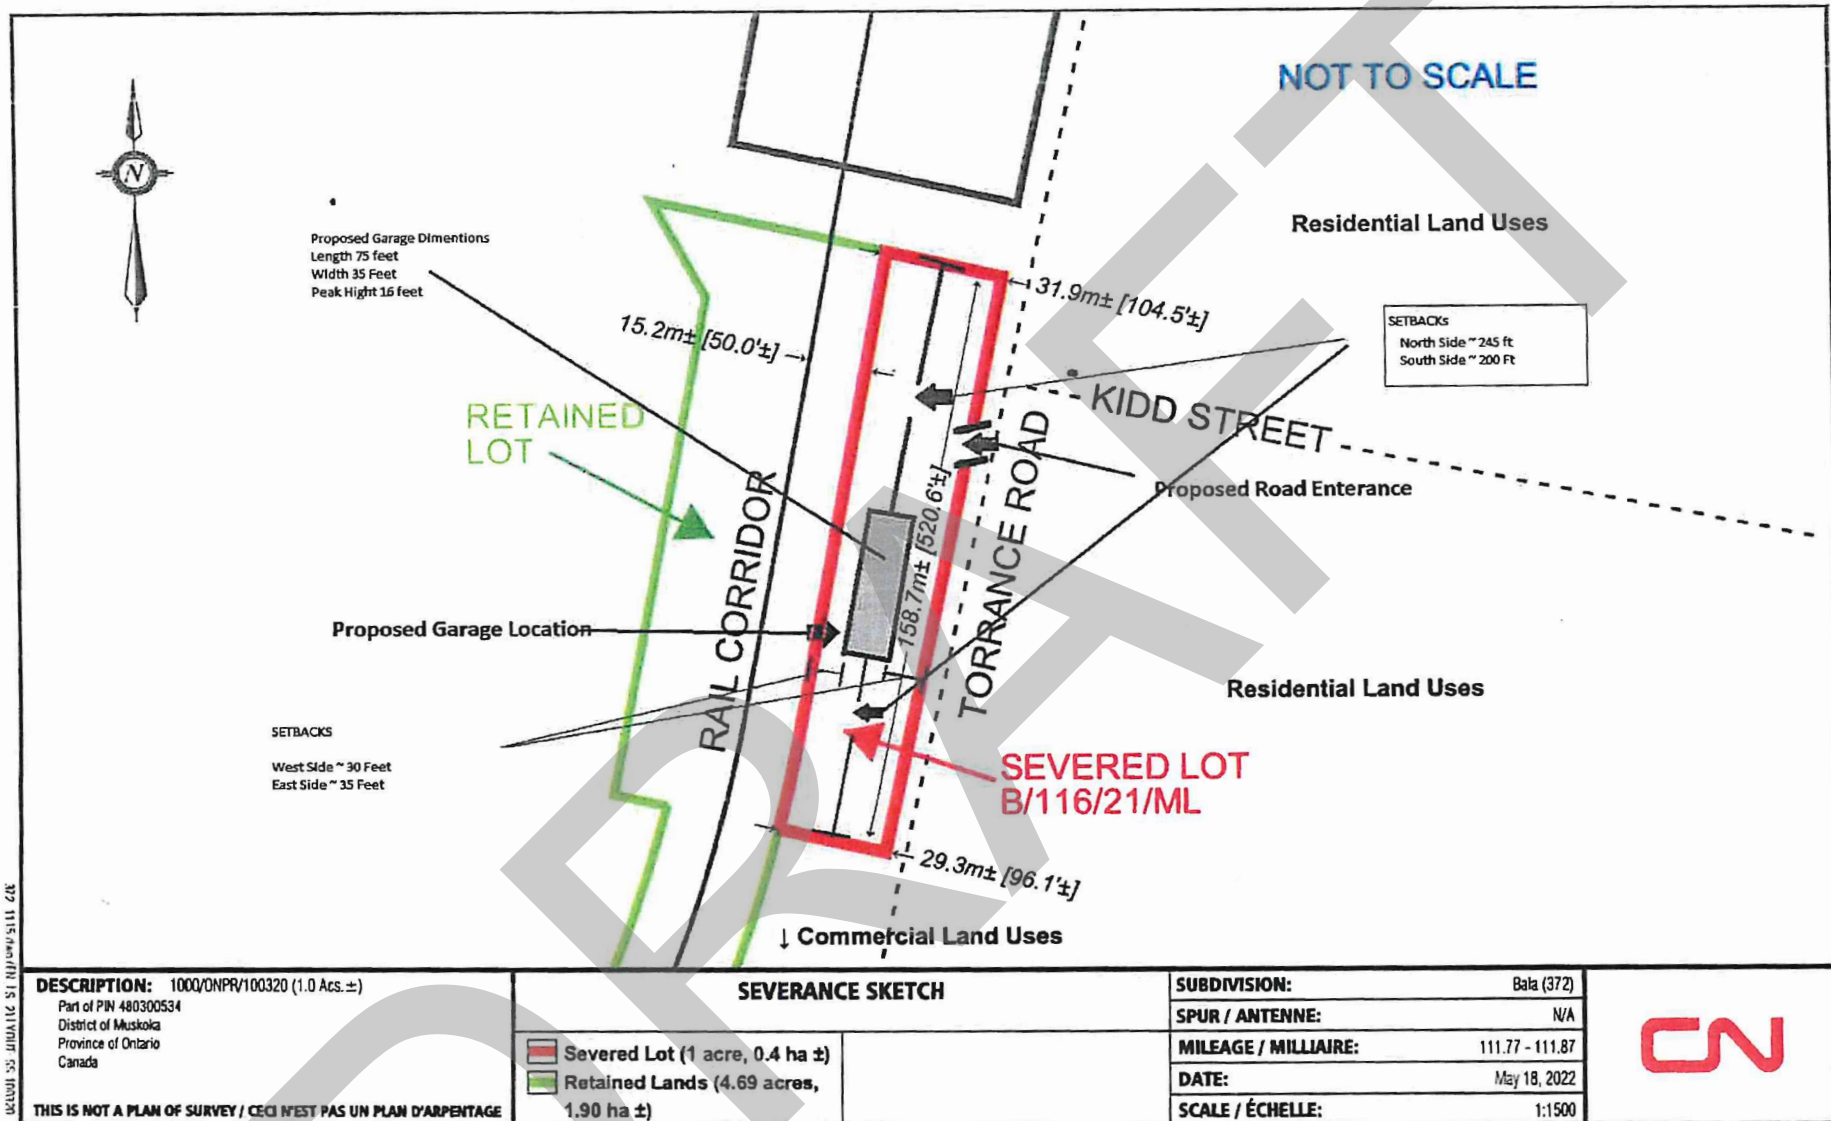 NOT TO SCALE
N
Proposed Garage Dimentions
Length 75 feet
Width 35 Feet
Peak Hight 16 feet
Residential Land Uses
31.9m± [104.5'±]
15.2m± [50.0'±]
SETBACKs
North Side ~ 245 ft
South Side ~ 200 Ft
RETAINED
LOT
KIDD STREET
Proposed Road Enterance
RAIL CORRIDOR
158.7m± [520.6'±]
TORRANCE ROAD
Proposed Garage Location
Residential Land Uses
SETBACKS
West Side ~ 30 Feet
East Side ~ 35 Feet
SEVERED LOT
B/116/21/ML
29.3m± [96.1'±]
↓ Commercial Land Uses
DRAFT
DESCRIPTION: 1000/ONPR/100320 (1.0 Acs.±)
Part of PIN 480300534
District of Muskoka
Province of Ontario
Canada
THIS IS NOT A PLAN OF SURVEY / CECI N'EST PAS UN PLAN D'ARPENTAGE
SEVERANCE SKETCH
Severed Lot (1 acre, 0.4 ha ±)
Retained Lands (4.69 acres,
1.90 ha ±)
SUBDIVISION: Bala (372)
SPUR / ANTENNE: N/A
MILEAGE / MILLIAIRE: 111.77 - 111.87
DATE: May 18, 2022
SCALE / ÉCHELLE: 1:1500
CN